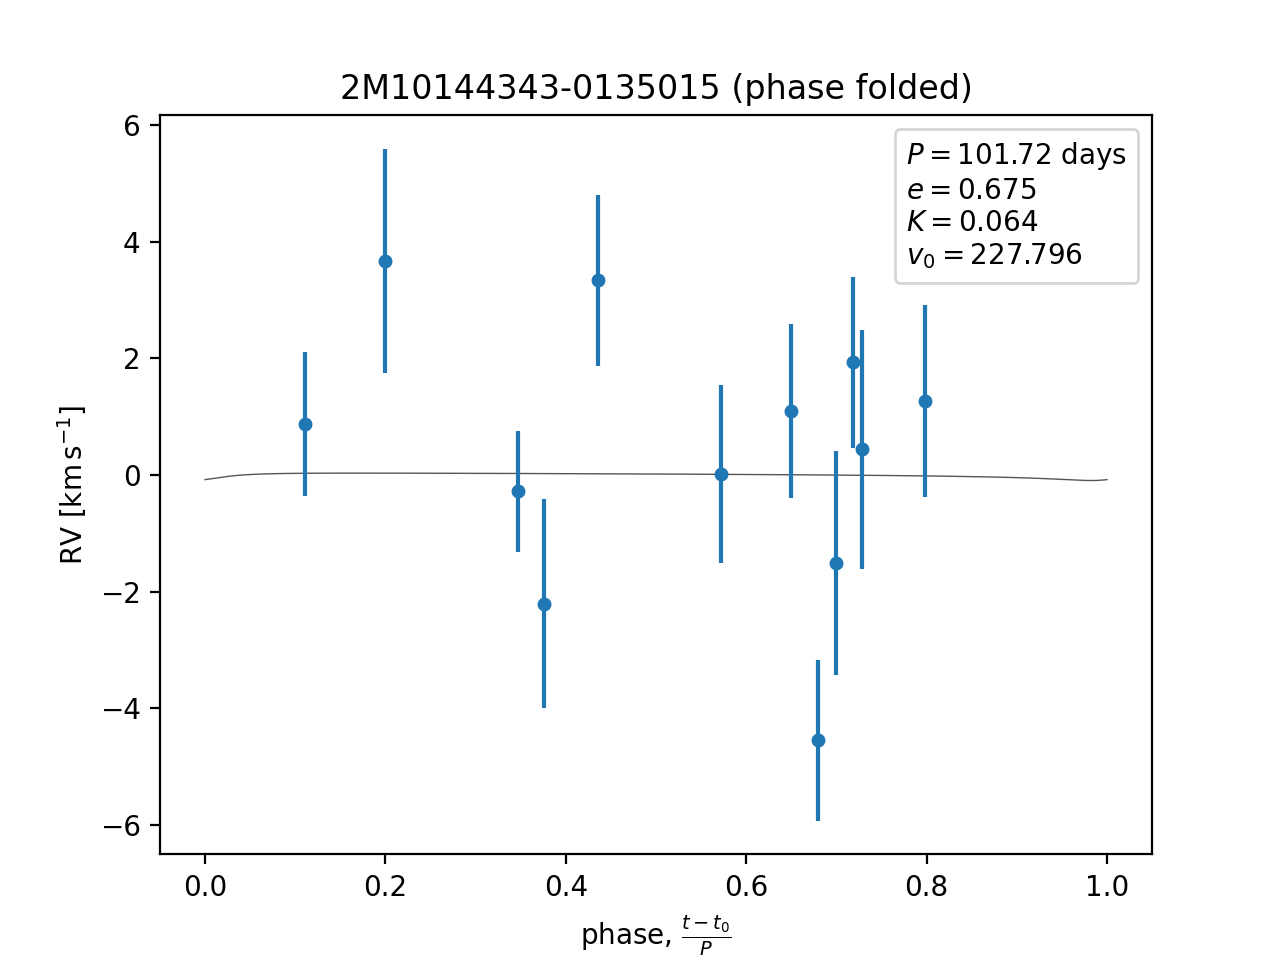 2M10144343-0135015 (phase folded)
P = 101.72 days
e = 0.675
K = 0.064
v₀ = 227.796
RV [km s⁻¹]
6
4
2
0
−2
−4
−6
0.0 0.2 0.4 0.6 0.8 1.0
phase, (t − t₀)/P